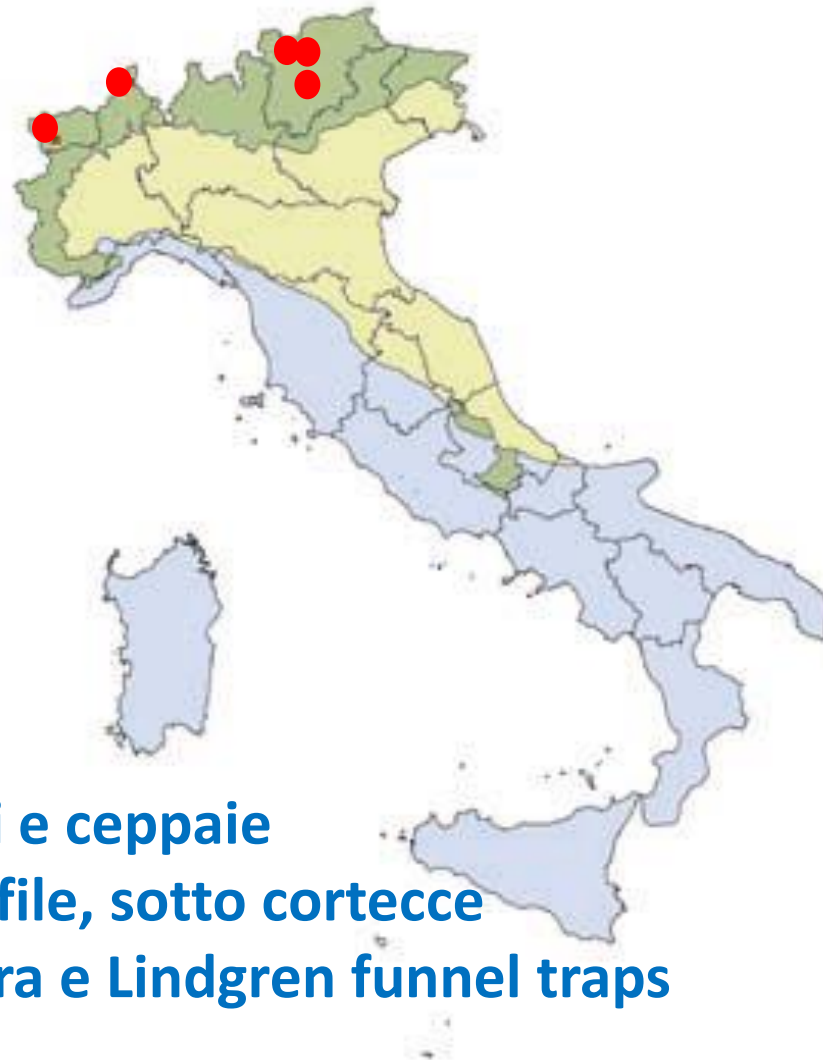 i e ceppaie
file, sotto cortecce
ra e Lindgren funnel traps